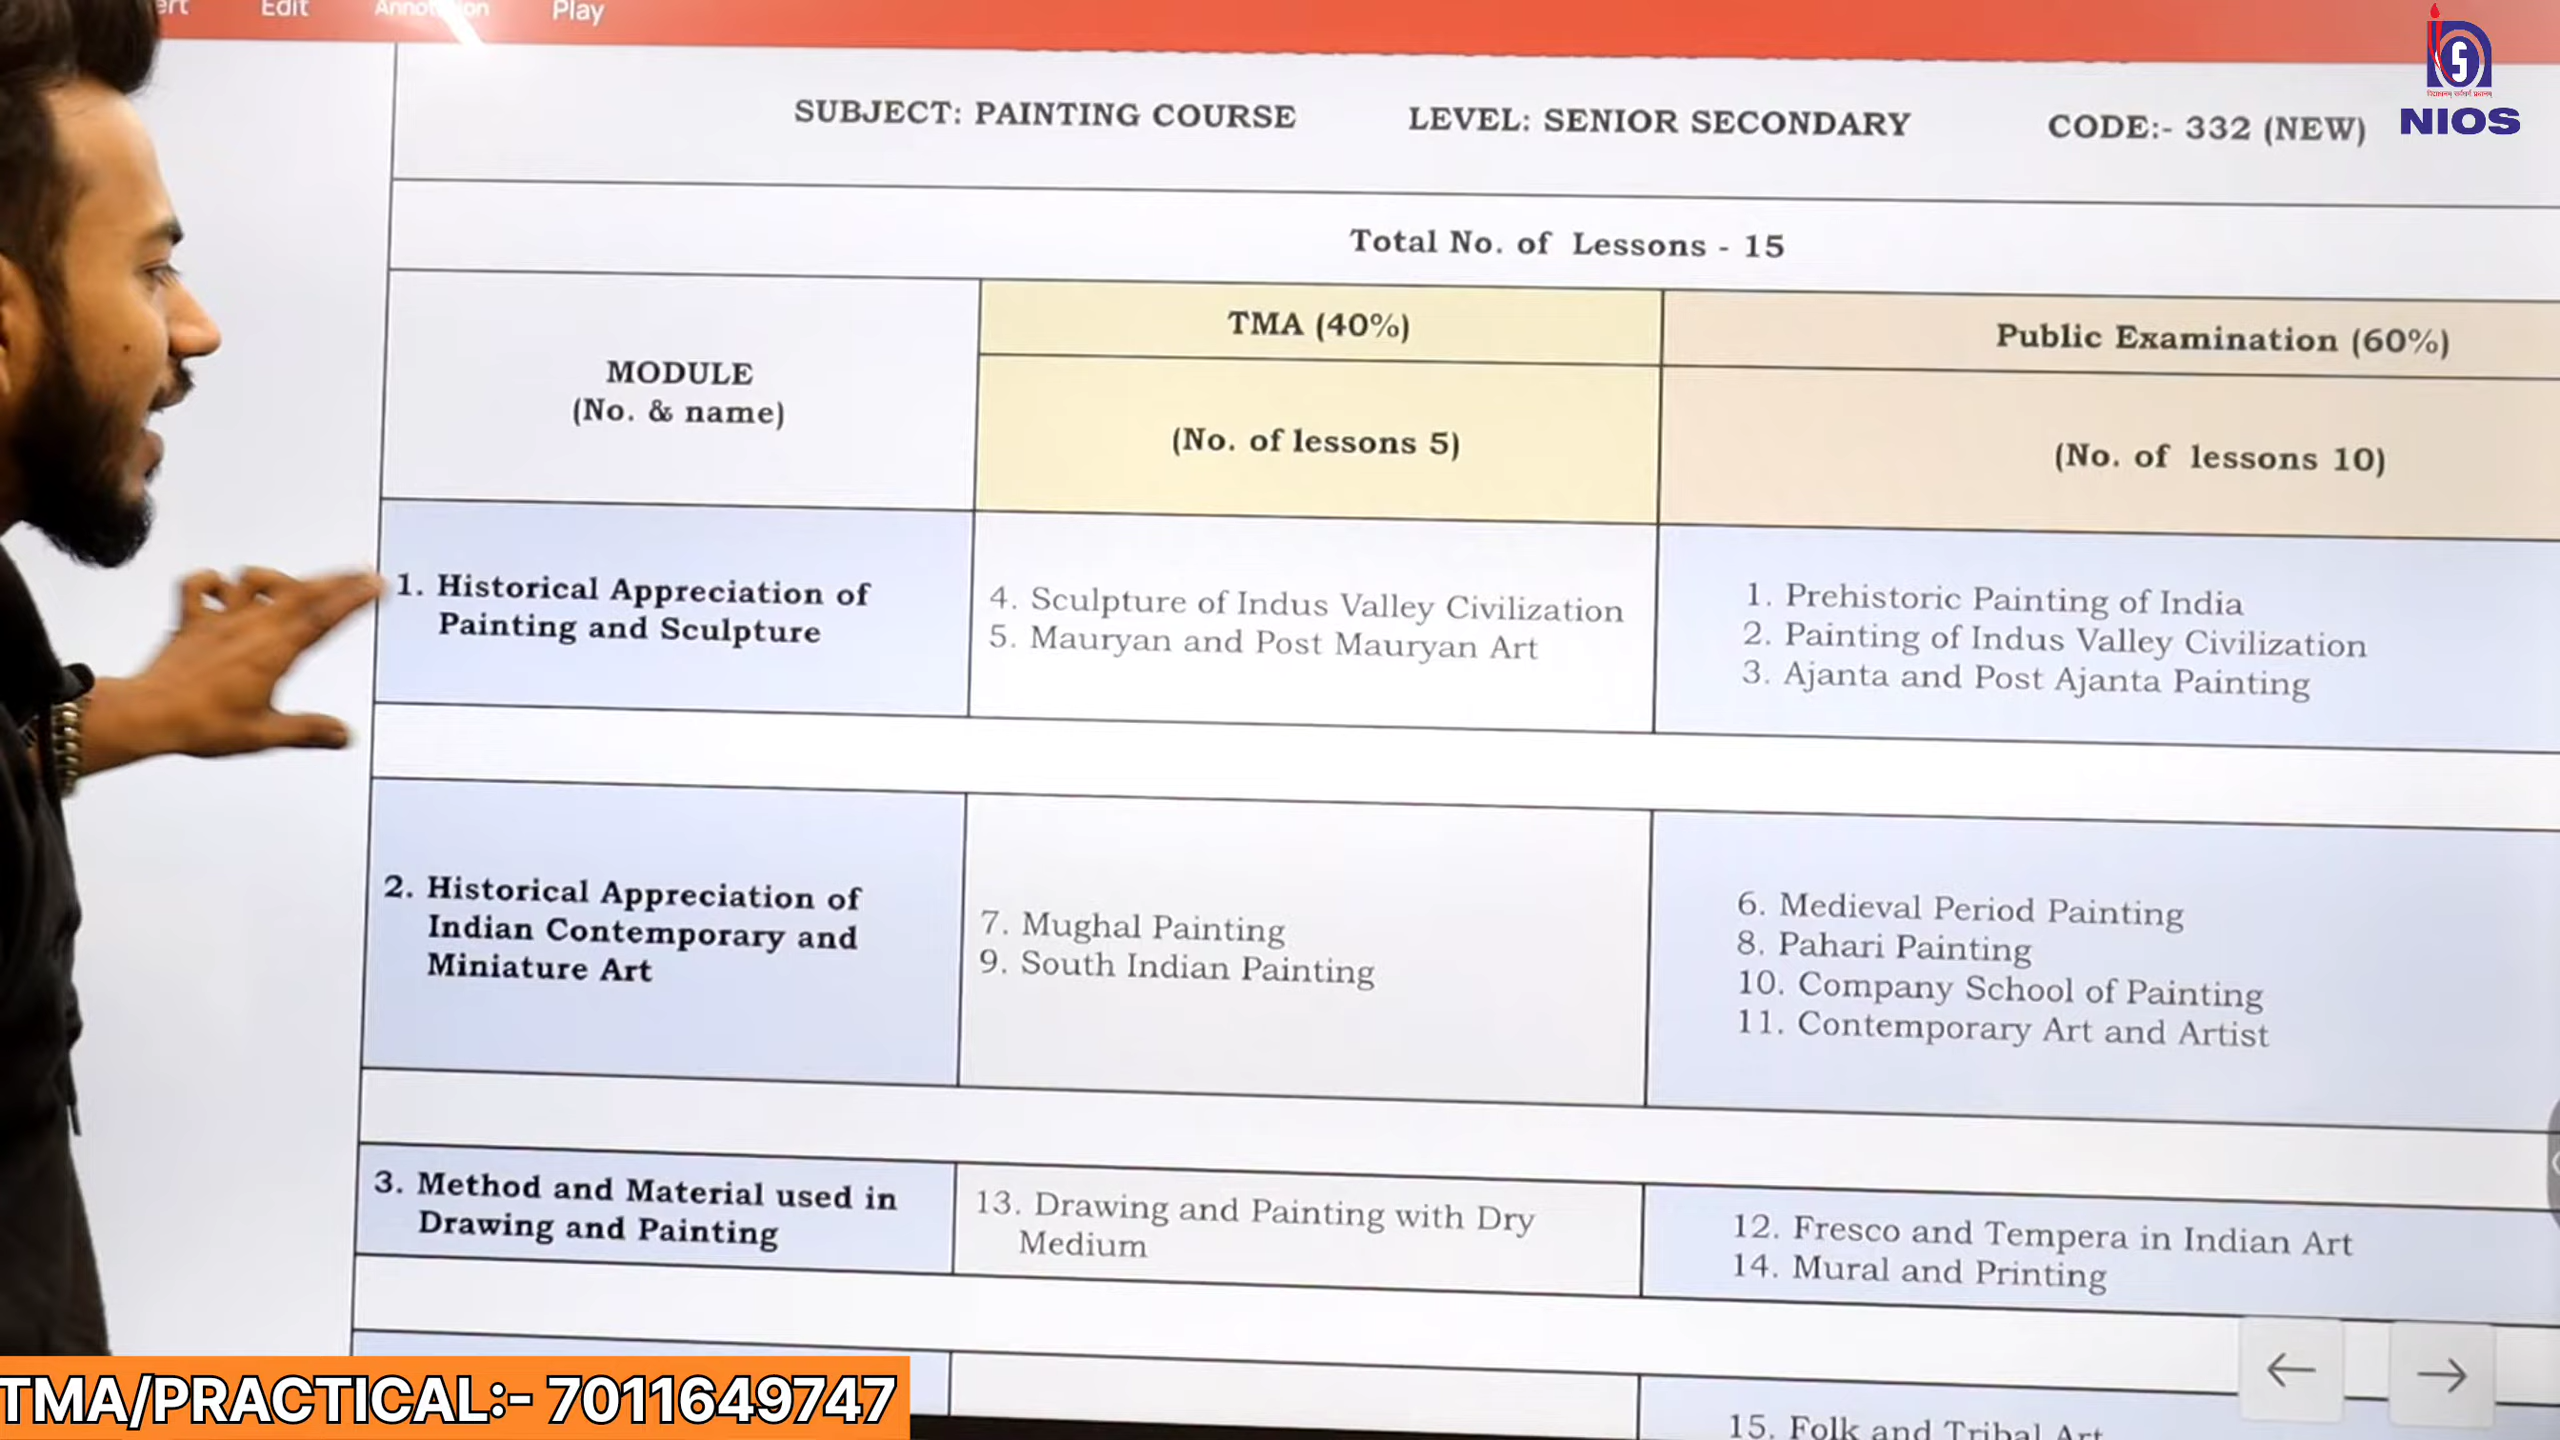 Edit Play
SUBJECT: PAINTING COURSE LEVEL: SENIOR SECONDARY CODE:- 332 (NEW)
NIOS
Total No. of Lessons - 15
MODULE
(No. & name)
TMA (40%)
(No. of lessons 5)
Public Examination (60%)
(No. of lessons 10)
1. Historical Appreciation of
Painting and Sculpture
4. Sculpture of Indus Valley Civilization
5. Mauryan and Post Mauryan Art
1. Prehistoric Painting of India
2. Painting of Indus Valley Civilization
3. Ajanta and Post Ajanta Painting
2. Historical Appreciation of
Indian Contemporary and
Miniature Art
7. Mughal Painting
9. South Indian Painting
6. Medieval Period Painting
8. Pahari Painting
10. Company School of Painting
11. Contemporary Art and Artist
3. Method and Material used in
Drawing and Painting
13. Drawing and Painting with Dry
Medium
12. Fresco and Tempera in Indian Art
14. Mural and Printing
15. Folk and Tribal Art
TMA/PRACTICAL:- 7011649747